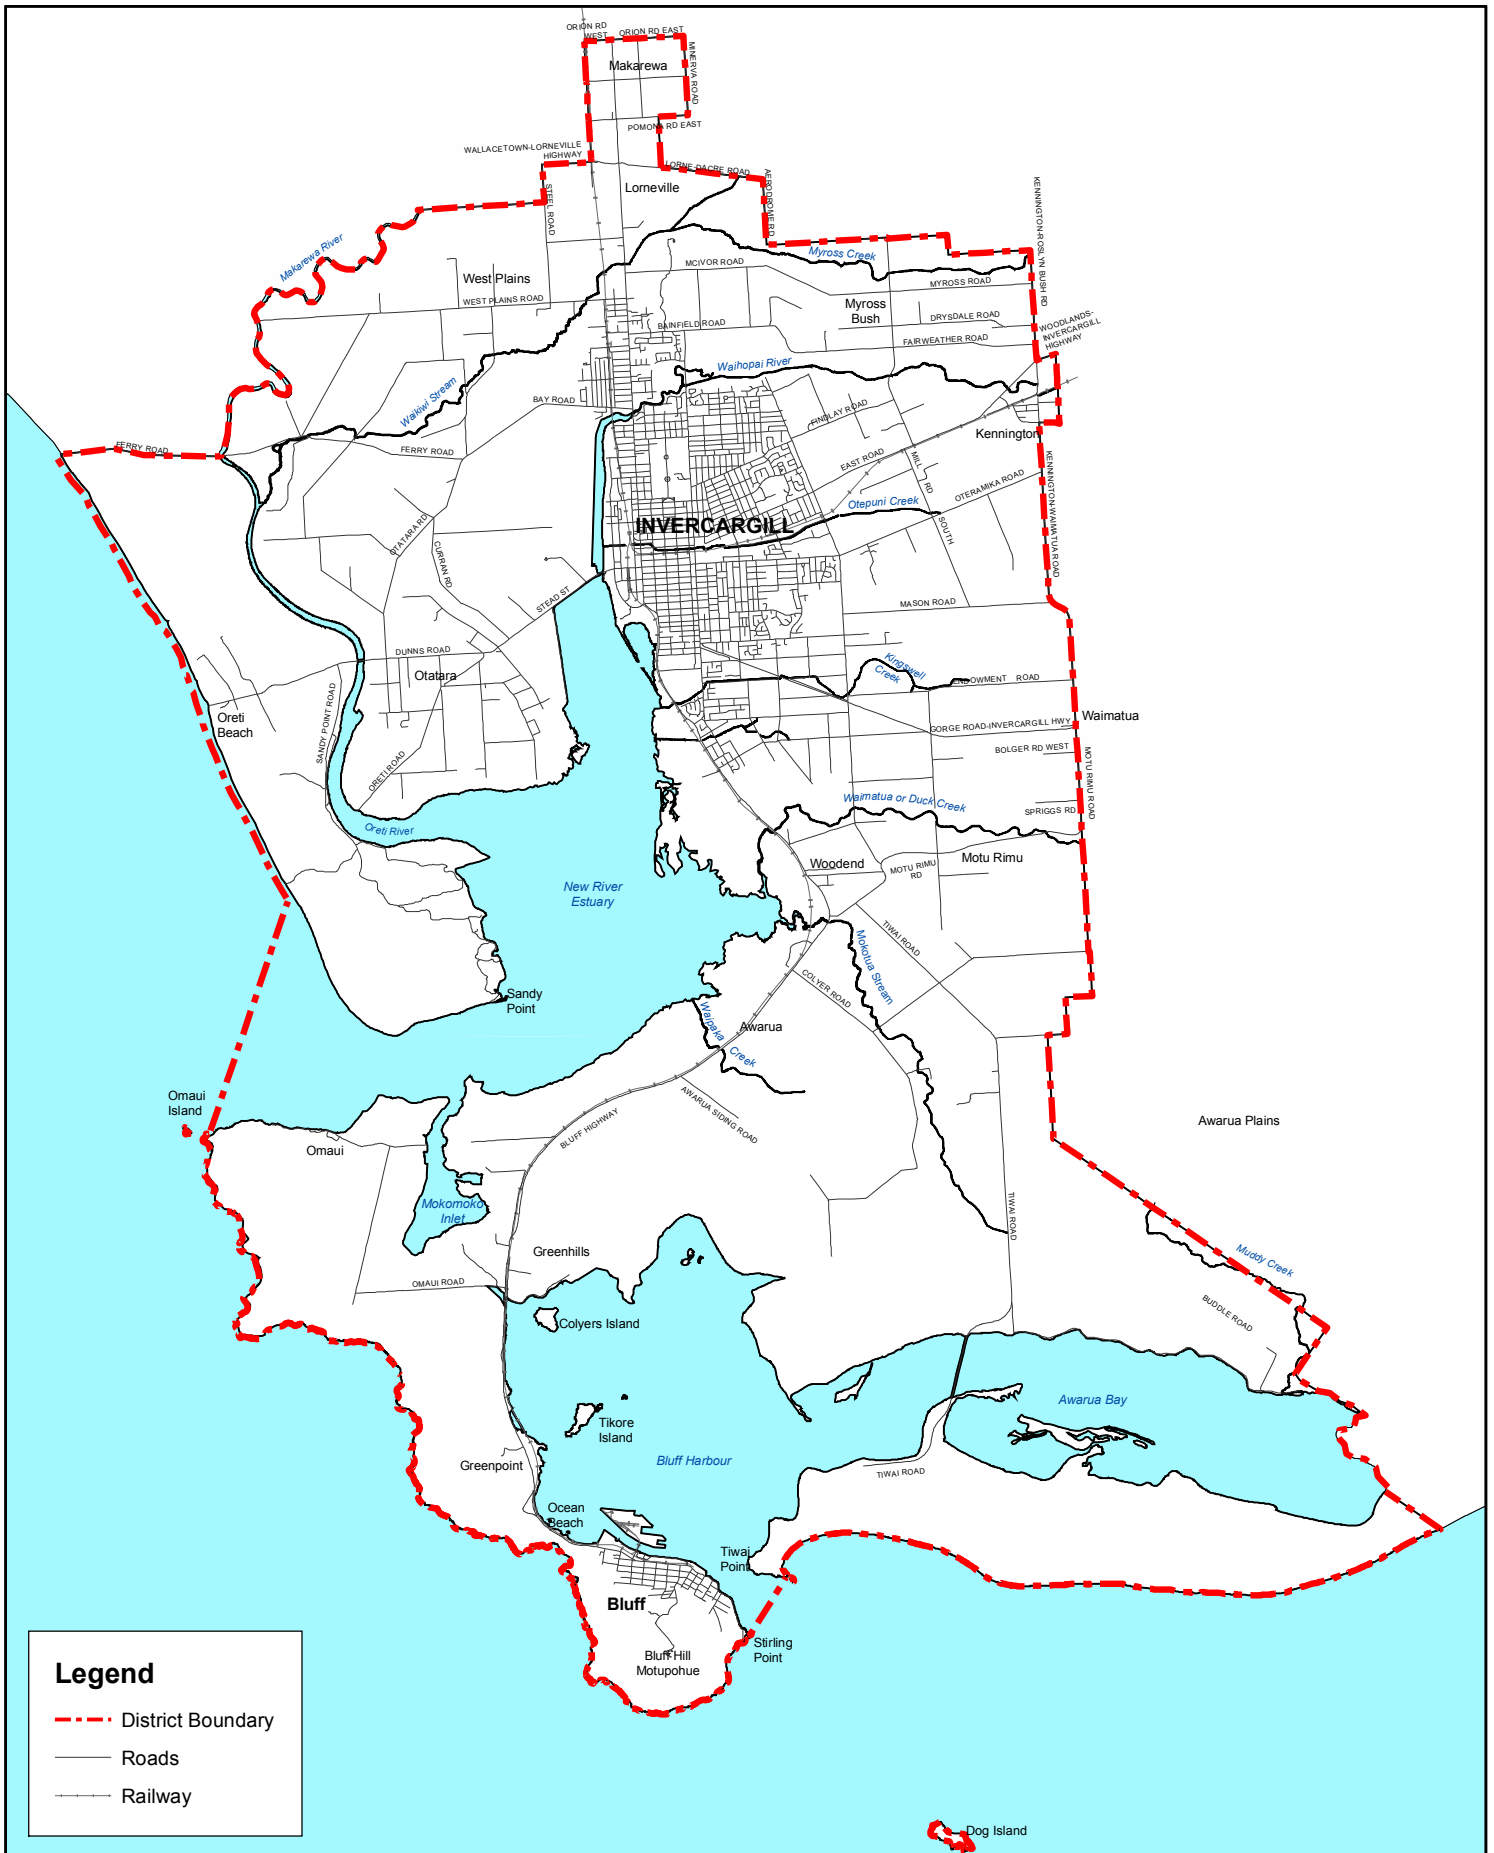 ORION RD
WEST
ORION RD EAST
Makarewa
MINERVA ROAD
POMONA RD EAST
WALLACETOWN-LORNEVILLE
HIGHWAY
LORNE-DACRE ROAD
STEEL ROAD
Lorneville
AERODROME RD
KENNINGTON-ROSLYN BUSH RD
Makarewa River
Myross Creek
MCIVOR ROAD
West Plains
MYROSS ROAD
WEST PLAINS ROAD
Myross
Bush
DRYSDALE ROAD
BAINFIELD ROAD
WOODLANDS-
INVERCARGILL
HIGHWAY
FAIRWEATHER ROAD
Waihopai River
Waikiwi Stream
BAY ROAD
FINDLAY ROAD
Kennington
FERRY ROAD
FERRY ROAD
EAST ROAD
MILL RD
OTERAMIKA ROAD
KENNINGTON-WAIMATUA ROAD
Otepuni Creek
INVERCARGILL
SOUTH
OTATARA RD
CURRAN RD
STEAD ST
MASON ROAD
DUNNS ROAD
Otatara
Kingswell
Creek
ENDOWMENT ROAD
SANDY POINT ROAD
Oreti
Beach
Waimatua
GORGE ROAD-INVERCARGILL HWY
BOLGER RD WEST
MOTU RIMU ROAD
ORETI ROAD
Waimatua or Duck Creek
SPRIGGS RD
Oreti River
Woodend
MOTU RIMU
RD
Motu Rimu
New River
Estuary
TIWAI ROAD
Mokotua Stream
COLYER ROAD
Sandy
Point
Waipaka
Creek
Awarua
Omaui
Island
AWARUA SIDING ROAD
BLUFF HIGHWAY
Awarua Plains
Omaui
Mokomoko
Inlet
TIWAI ROAD
Greenhills
Muddy Creek
OMAUI ROAD
BUDDLE ROAD
Colyers Island
Awarua Bay
Tikore
Island
Bluff Harbour
Greenpoint
TIWAI ROAD
Ocean
Beach
Tiwai
Point
Bluff
Stirling
Point
Bluff Hill
Motupohue
Legend
District Boundary
Roads
Railway
Dog Island